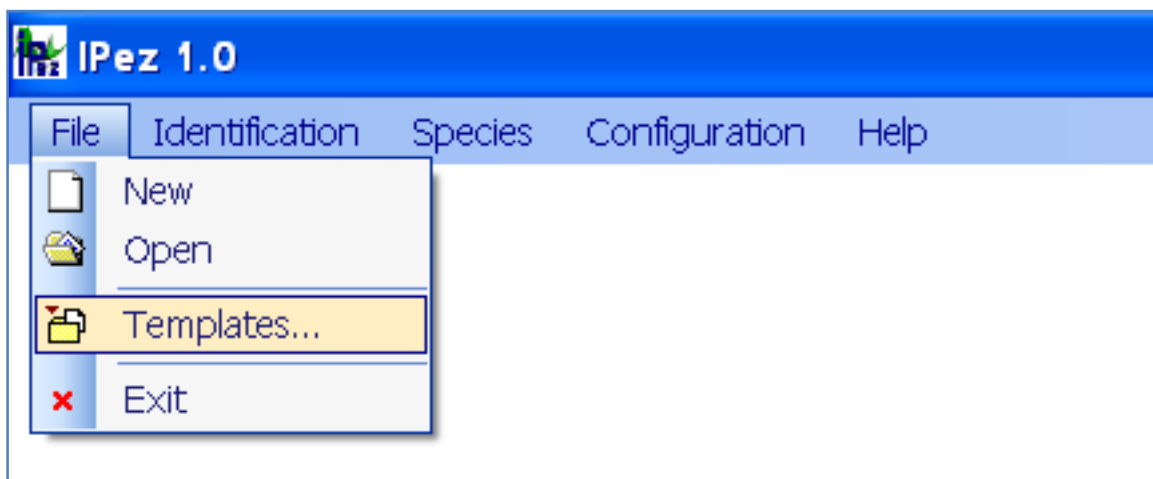 IPez 1.0
File Identification Species Configuration Help
New
Open
Templates...
Exit